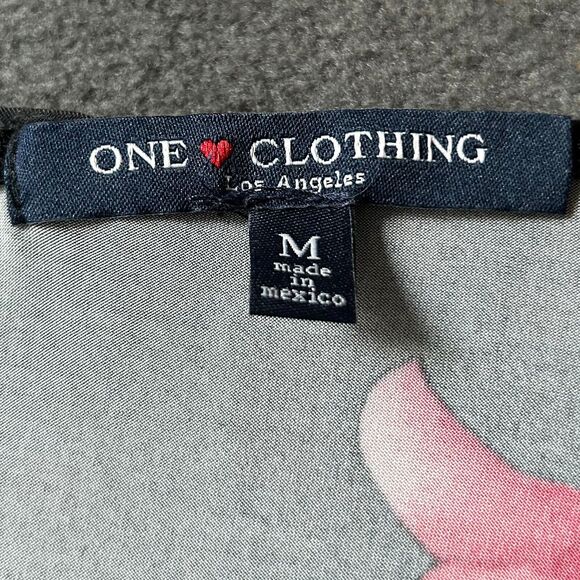 ONE ❤ CLOTHING
Los Angeles
M
made
in
mexico